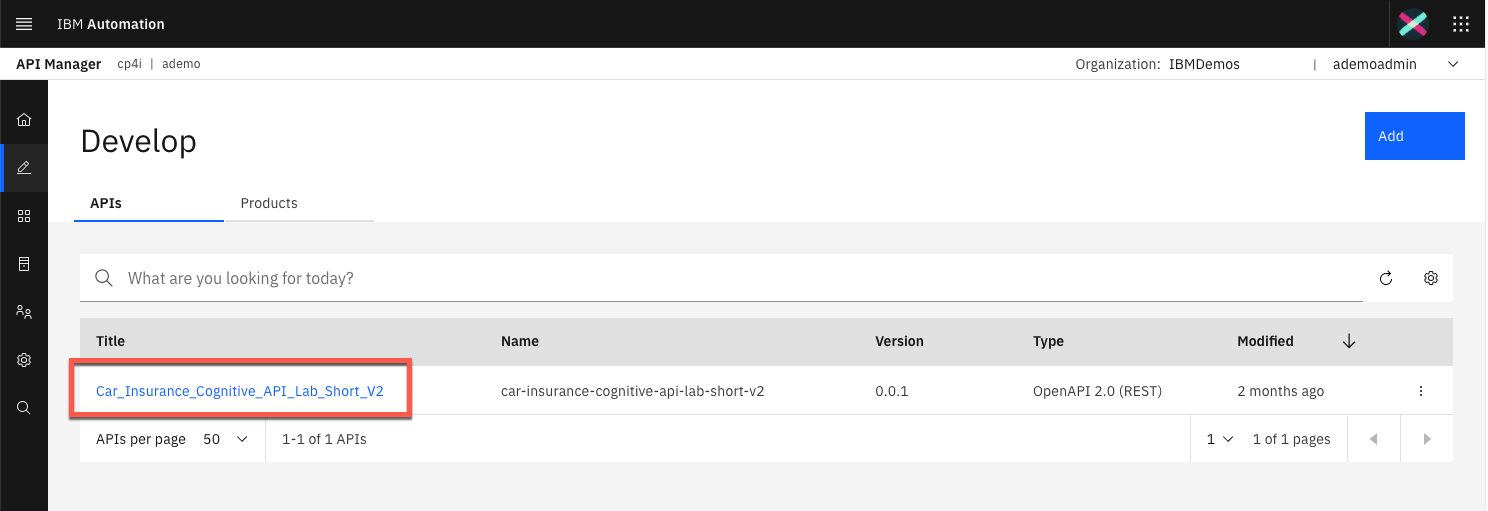 IBM Automation
API Manager cp4i | ademo Organization: IBMDemos | ademoadmin
Develop
Add
APIs Products
What are you looking for today?
Title Name Version Type Modified
Car_Insurance_Cognitive_API_Lab_Short_V2 car-insurance-cognitive-api-lab-short-v2 0.0.1 OpenAPI 2.0 (REST) 2 months ago
APIs per page 50 1-1 of 1 APIs 1 1 of 1 pages